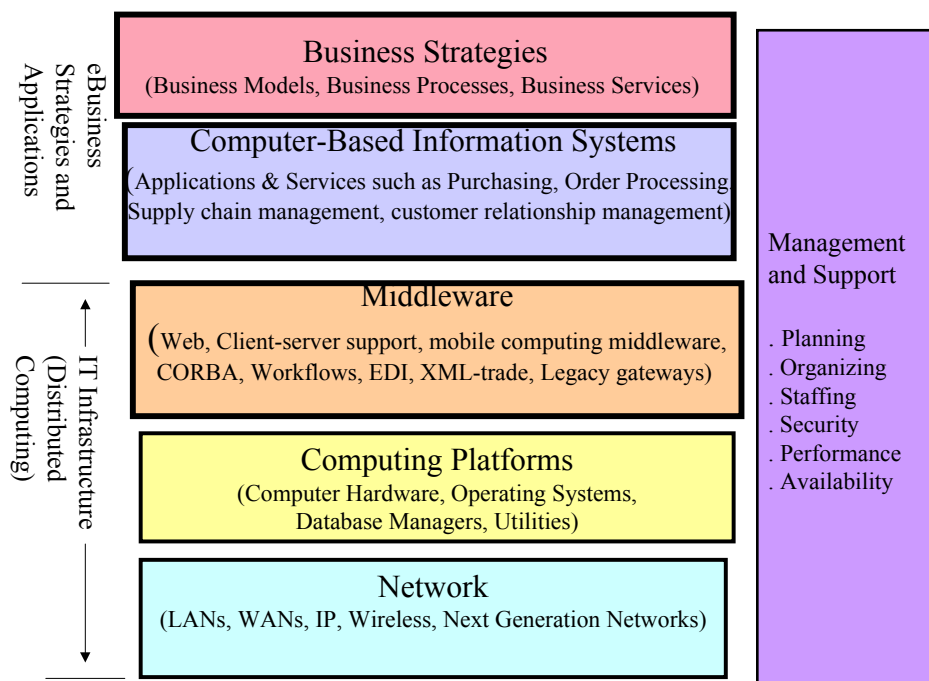 eBusiness
Strategies and
Applications
Business Strategies
(Business Models, Business Processes, Business Services)
Computer-Based Information Systems
(Applications & Services such as Purchasing, Order Processing,
Supply chain management, customer relationship management)
IT Infrastructure
(Distributed
Computing)
Middleware
(Web, Client-server support, mobile computing middleware,
CORBA, Workflows, EDI, XML-trade, Legacy gateways)
Computing Platforms
(Computer Hardware, Operating Systems,
Database Managers, Utilities)
Network
(LANs, WANs, IP, Wireless, Next Generation Networks)
Management
and Support
. Planning
. Organizing
. Staffing
. Security
. Performance
. Availability